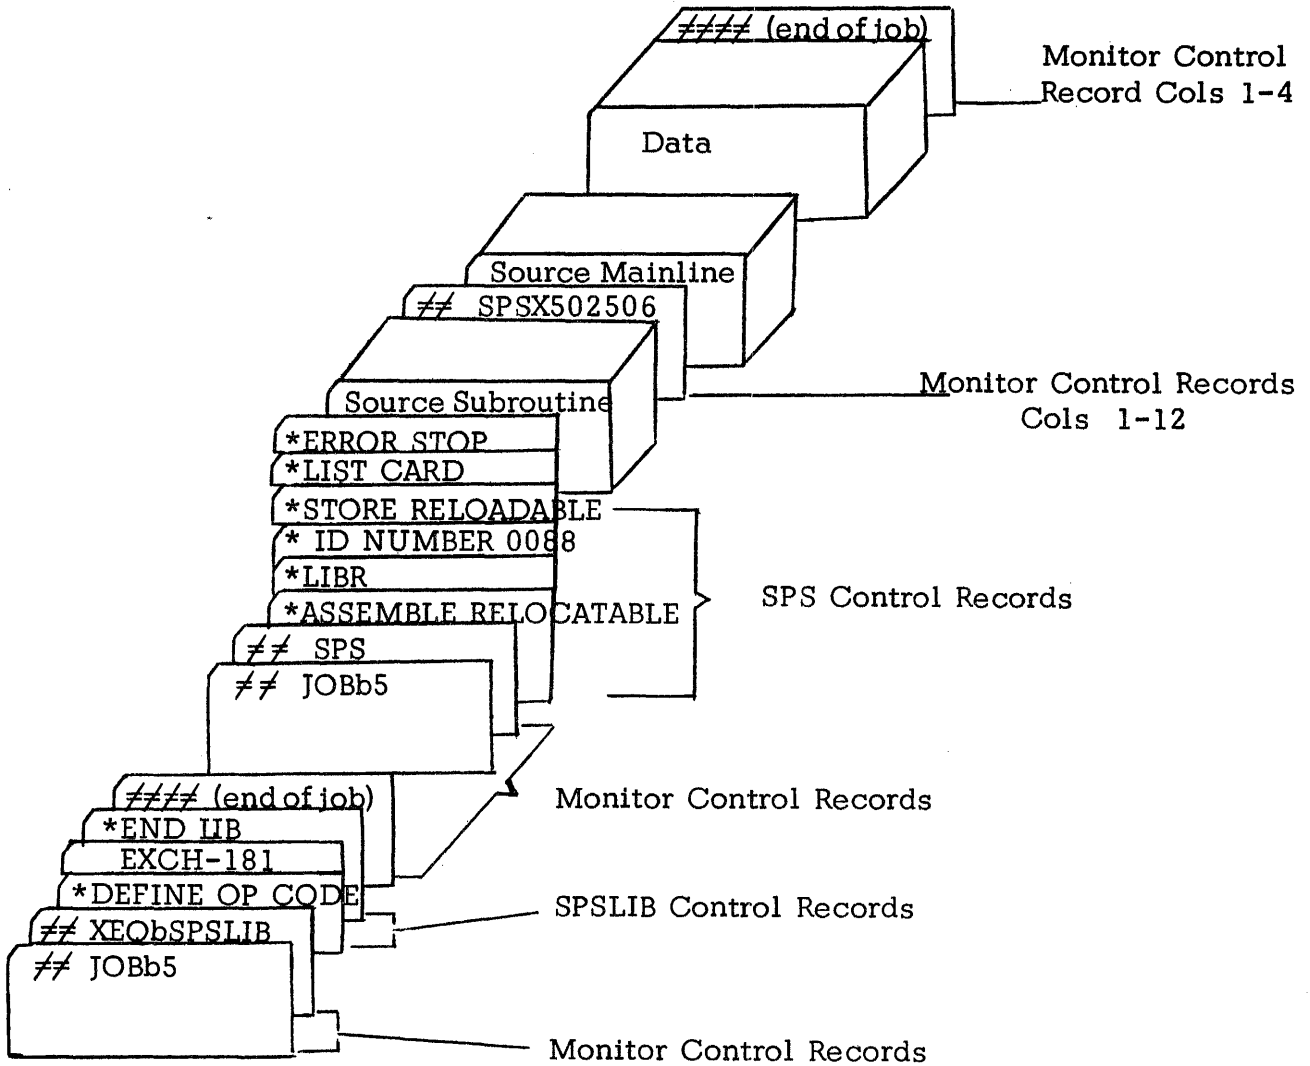 ≠≠≠≠ (end of job)
Monitor Control
Record Cols 1-4
Data
Source Mainline
≠≠ SPSX502506
Monitor Control Records
Cols 1-12
Source Subroutine
*ERROR STOP
*LIST CARD
*STORE RELOADABLE
* ID NUMBER 0088
*LIBR
*ASSEMBLE RELOCATABLE
SPS Control Records
≠≠ SPS
≠≠ JOBb5
≠≠≠≠ (end of job)
Monitor Control Records
*END LIB
EXCH-181
*DEFINE OP CODE
SPSLIB Control Records
≠≠ XEQbSPSLIB
≠≠ JOBb5
Monitor Control Records